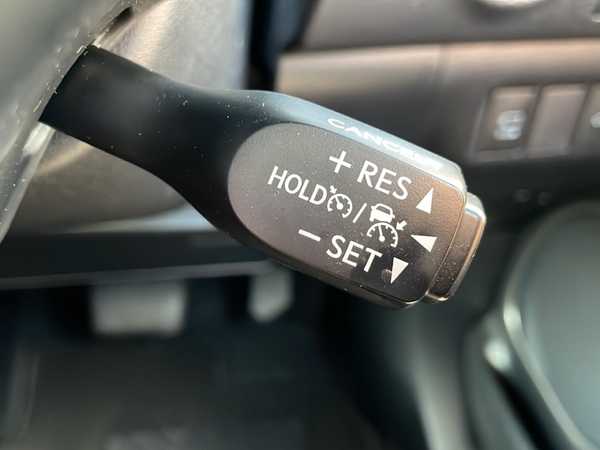 CANCEL
+ RES
HOLD /
− SET